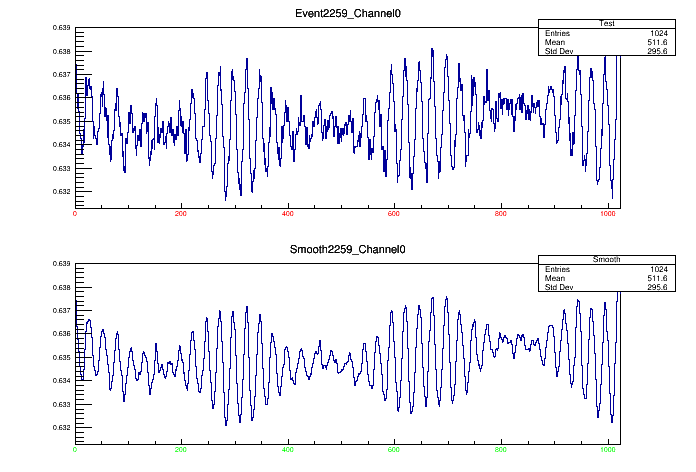 Event2259_Channel0
Test
Entries 1024
Mean 511.6
Std Dev 295.6
0.639
0.638
0.637
0.636
0.635
0.634
0.633
0.632
0 200 400 600 800 1000
Smooth2259_Channel0
Smooth
Entries 1024
Mean 511.6
Std Dev 295.6
0.639
0.638
0.637
0.636
0.635
0.634
0.633
0.632
0 200 400 600 800 1000